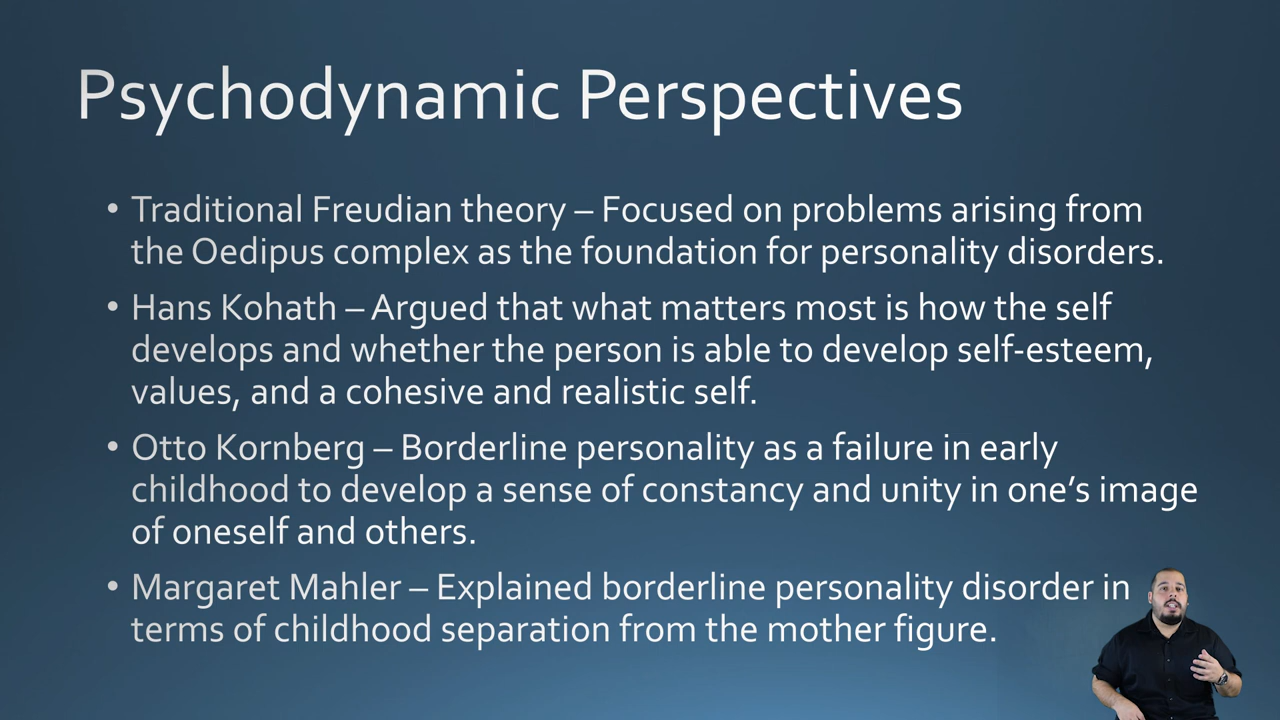 Psychodynamic Perspectives
• Traditional Freudian theory – Focused on problems arising from
the Oedipus complex as the foundation for personality disorders.
• Hans Kohath – Argued that what matters most is how the self
develops and whether the person is able to develop self-esteem,
values, and a cohesive and realistic self.
• Otto Kornberg – Borderline personality as a failure in early
childhood to develop a sense of constancy and unity in one’s image
of oneself and others.
• Margaret Mahler – Explained borderline personality disorder in
terms of childhood separation from the mother figure.